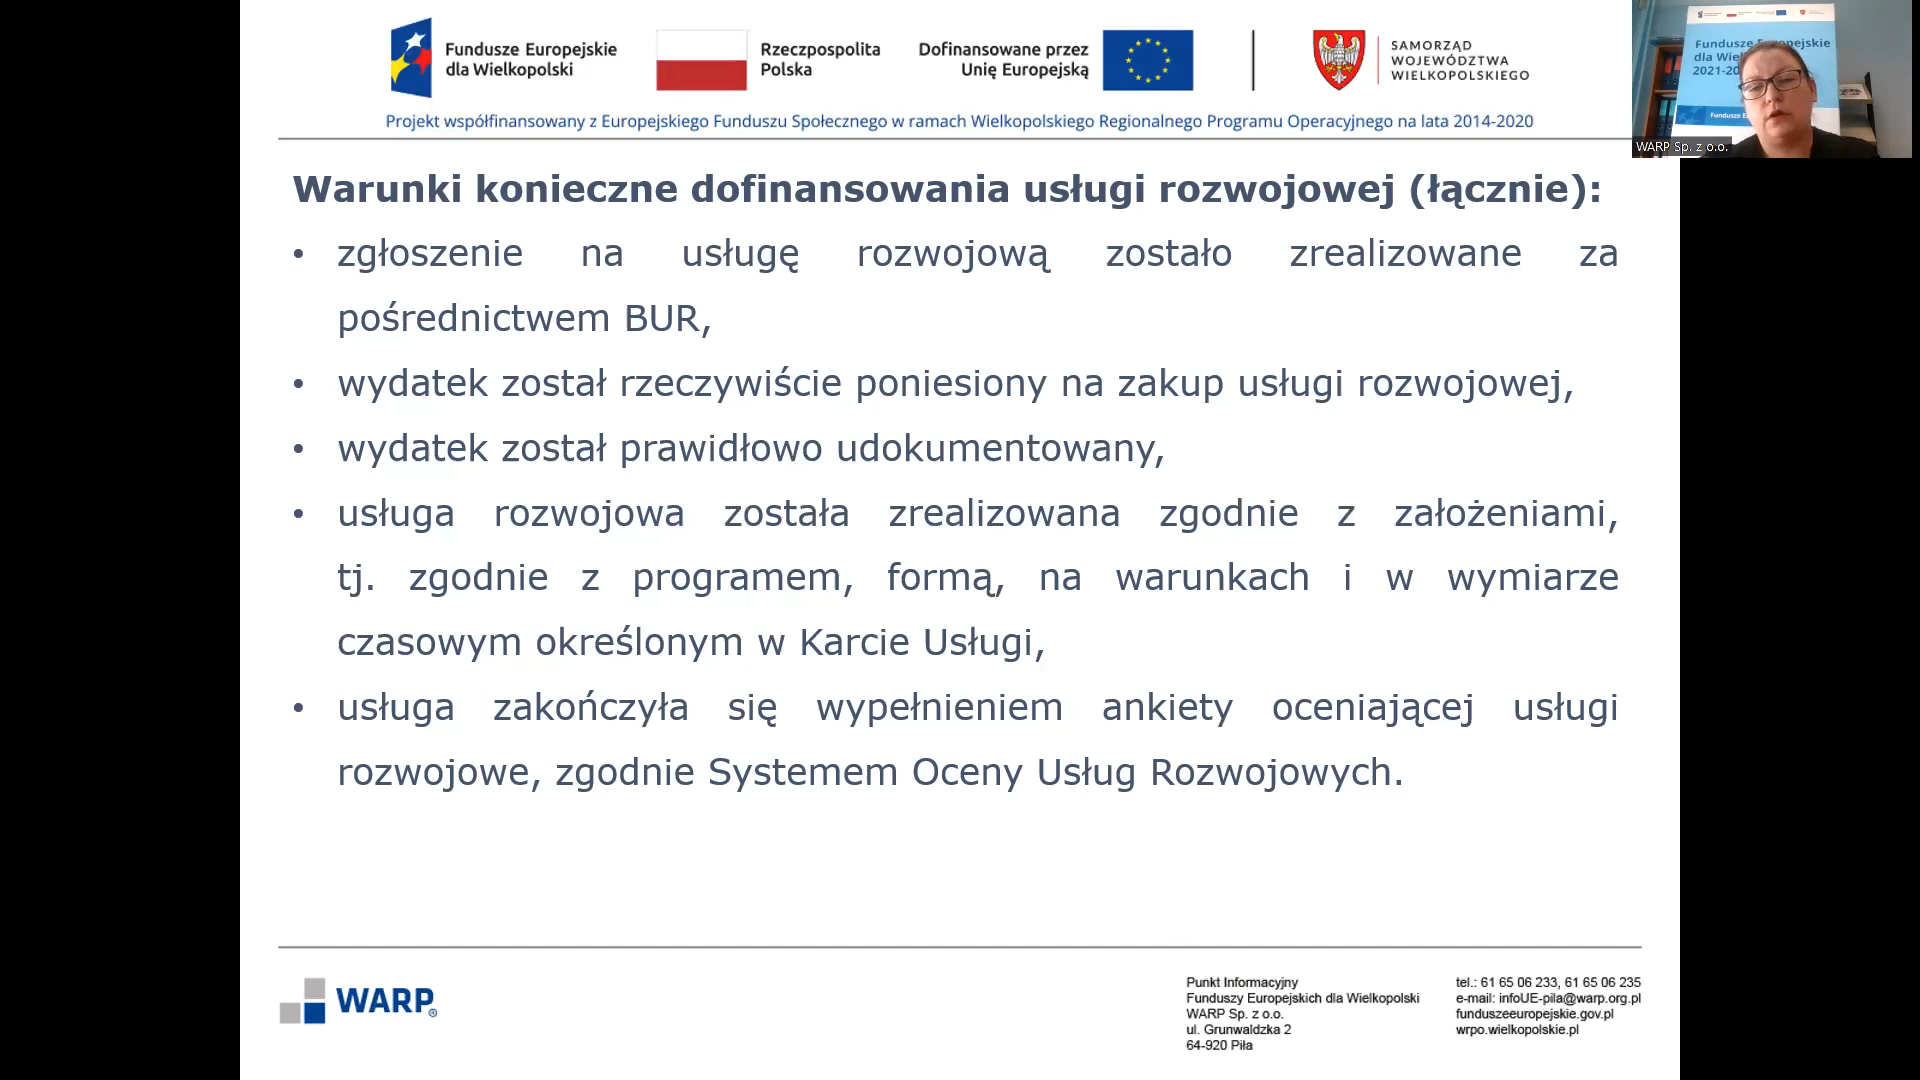 Fundusze Europejskie
dla Wielkopolski
Rzeczpospolita
Polska
Dofinansowane przez
Unię Europejską
SAMORZĄD
WOJEWÓDZTWA
WIELKOPOLSKIEGO
Projekt współfinansowany z Europejskiego Funduszu Społecznego w ramach Wielkopolskiego Regionalnego Programu Operacyjnego na lata 2014-2020
WARP Sp. z o.o.
Warunki konieczne dofinansowania usługi rozwojowej (łącznie):
• zgłoszenie na usługę rozwojową zostało zrealizowane za
pośrednictwem BUR,
• wydatek został rzeczywiście poniesiony na zakup usługi rozwojowej,
• wydatek został prawidłowo udokumentowany,
• usługa rozwojowa została zrealizowana zgodnie z założeniami,
tj. zgodnie z programem, formą, na warunkach i w wymiarze
czasowym określonym w Karcie Usługi,
• usługa zakończyła się wypełnieniem ankiety oceniającej usługi
rozwojowe, zgodnie Systemem Oceny Usług Rozwojowych.
WARP®
Punkt Informacyjny
Funduszy Europejskich dla Wielkopolski
WARP Sp. z o.o.
ul. Grunwaldzka 2
64-920 Piła
tel.: 61 65 06 233, 61 65 06 235
e-mail: infoUE-pila@warp.org.pl
funduszeeuropejskie.gov.pl
wrpo.wielkopolskie.pl